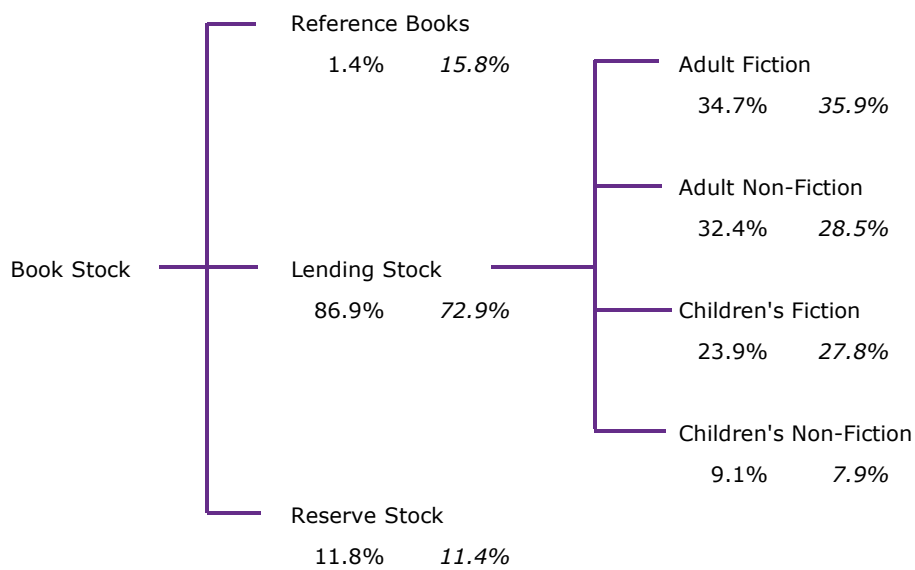 Reference Books
1.4% 15.8%
Adult Fiction
34.7% 35.9%
Adult Non-Fiction
32.4% 28.5%
Book Stock
Lending Stock
86.9% 72.9%
Children's Fiction
23.9% 27.8%
Children's Non-Fiction
9.1% 7.9%
Reserve Stock
11.8% 11.4%